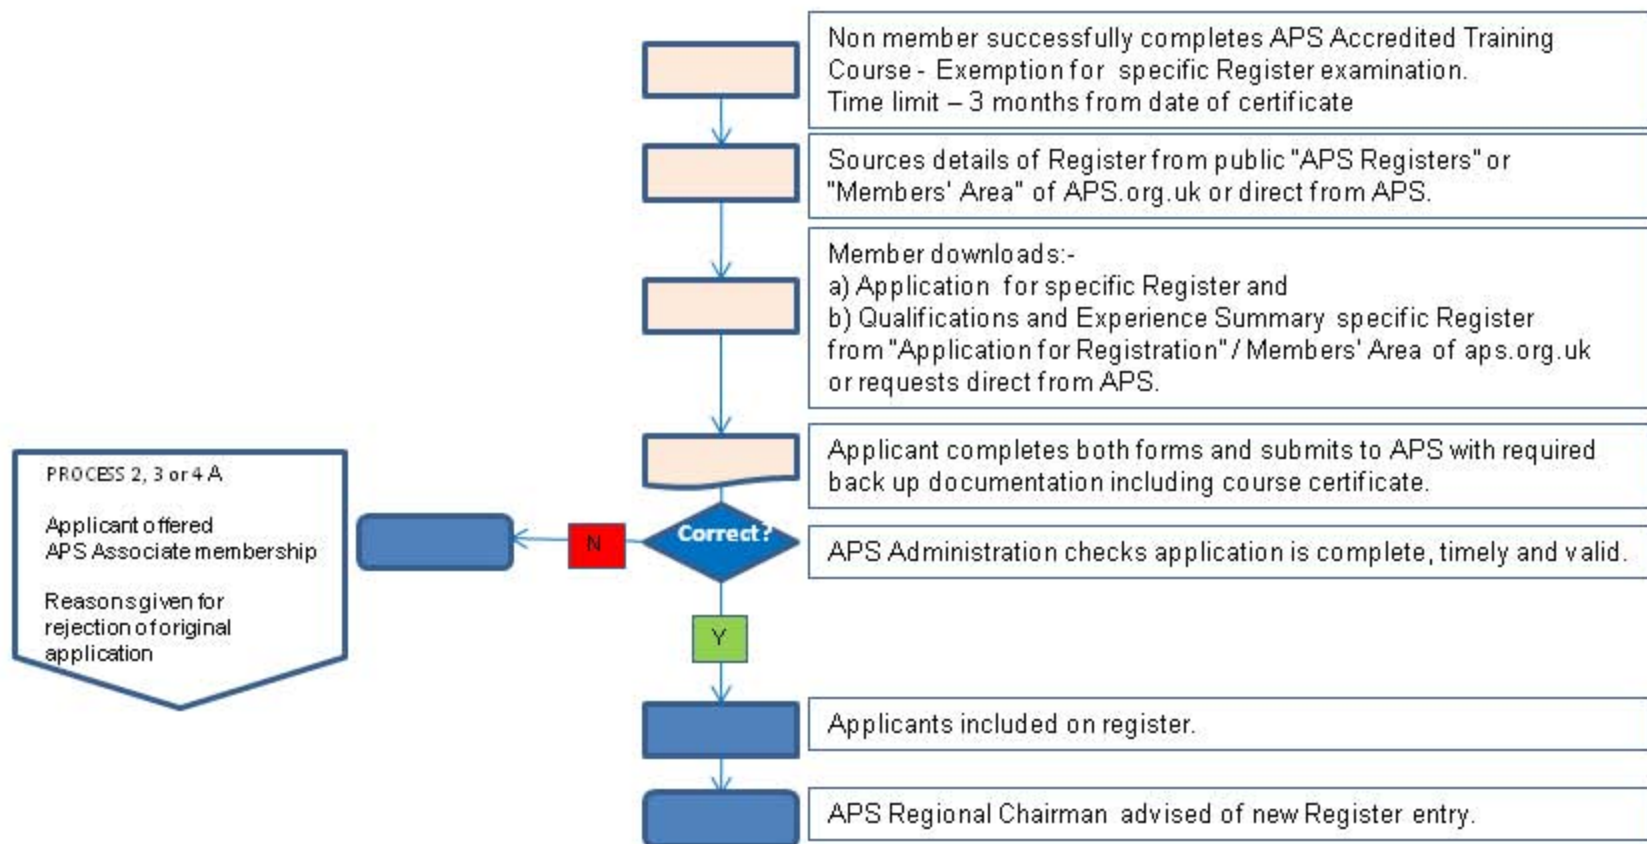 Non member successfully completes APS Accredited Training
Course - Exemption for specific Register examination.
Time limit – 3 months from date of certificate
Sources details of Register from public "APS Registers" or
"Members' Area" of APS.org.uk or direct from APS.
Member downloads:-
a) Application for specific Register and
b) Qualifications and Experience Summary specific Register
from "Application for Registration" / Members' Area of aps.org.uk
or requests direct from APS.
Applicant completes both forms and submits to APS with required
back up documentation including course certificate.
PROCESS 2, 3 or 4 A
Applicant offered
APS Associate membership
Reasons given for
rejection of original
application
N
Correct?
APS Administration checks application is complete, timely and valid.
Y
Applicants included on register.
APS Regional Chairman advised of new Register entry.